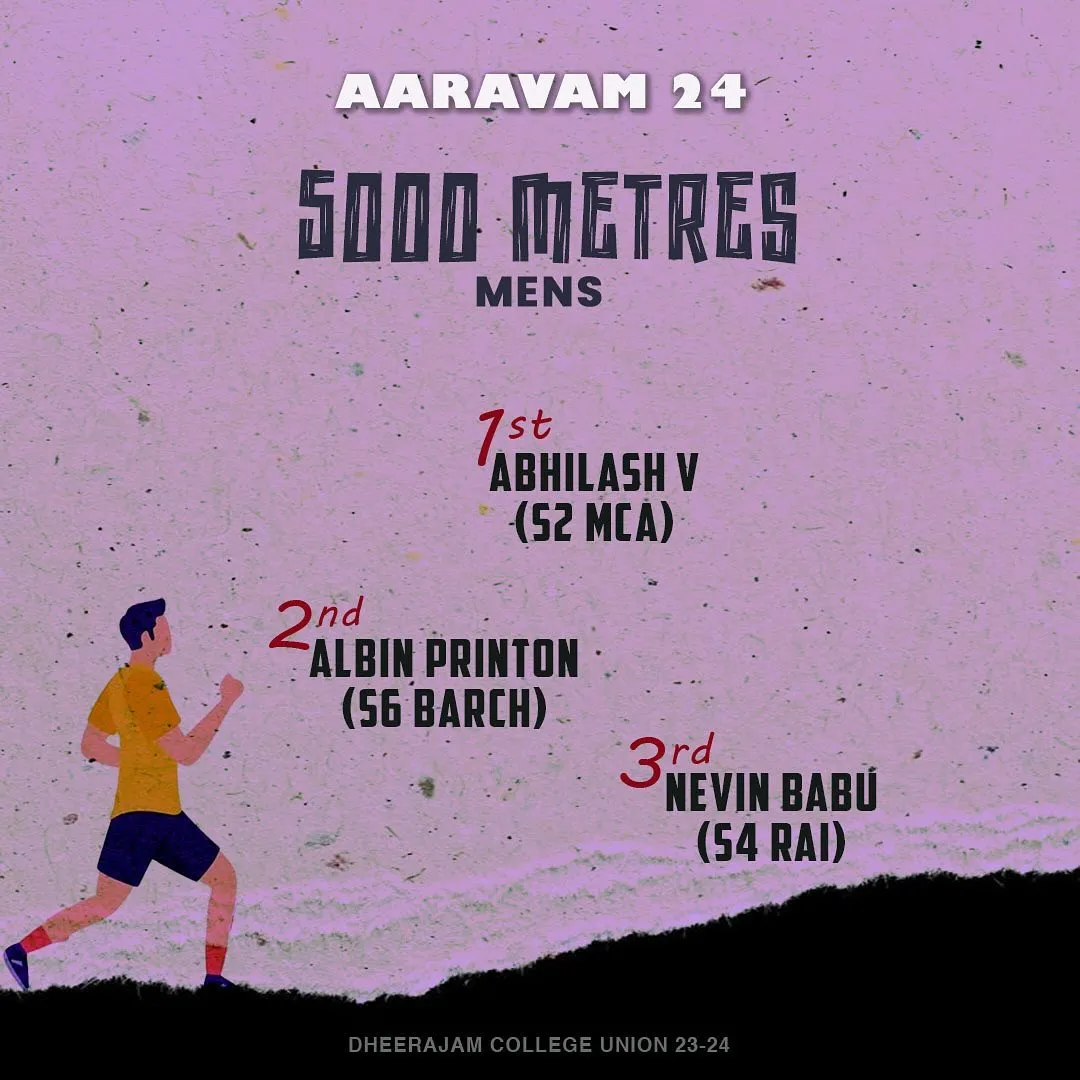 AARAVAM 24
5000 METRES
MENS
1st
ABHILASH V
(S2 MCA)
2nd
ALBIN PRINTON
(S6 BARCH)
3rd
NEVIN BABU
(S4 RAI)
DHEERAJAM COLLEGE UNION 23-24